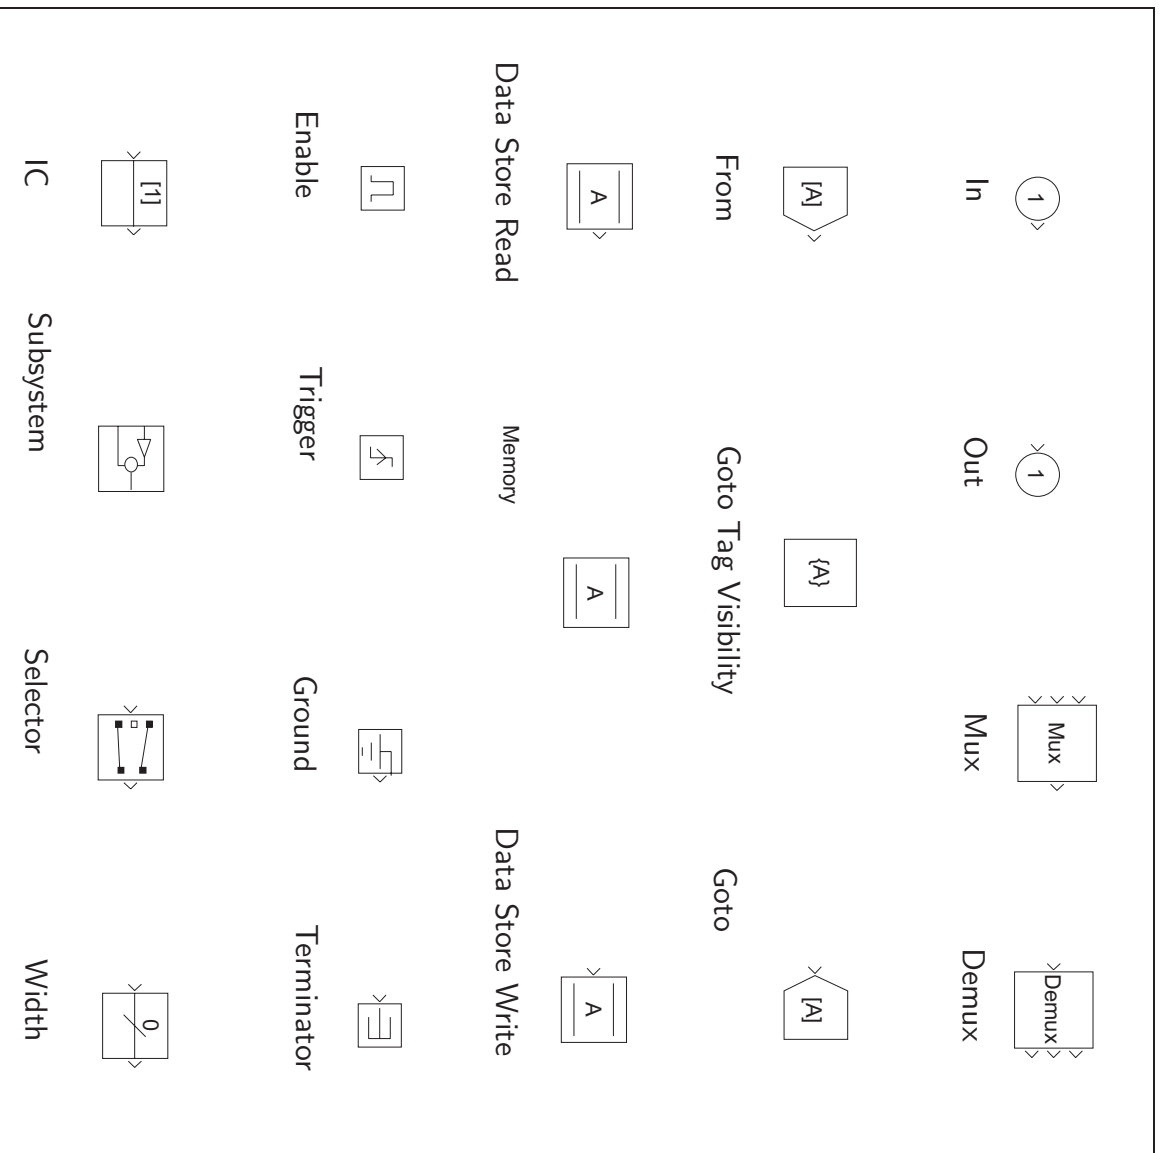 1
1
Mux
Demux
In
Out
Mux
Demux
[A]
{A}
[A]
From
Goto Tag Visibility
Goto
A
A
A
Data Store Read
Memory
Data Store Write
Enable
Trigger
Ground
Terminator
[1]
0
IC
Subsystem
Selector
Width